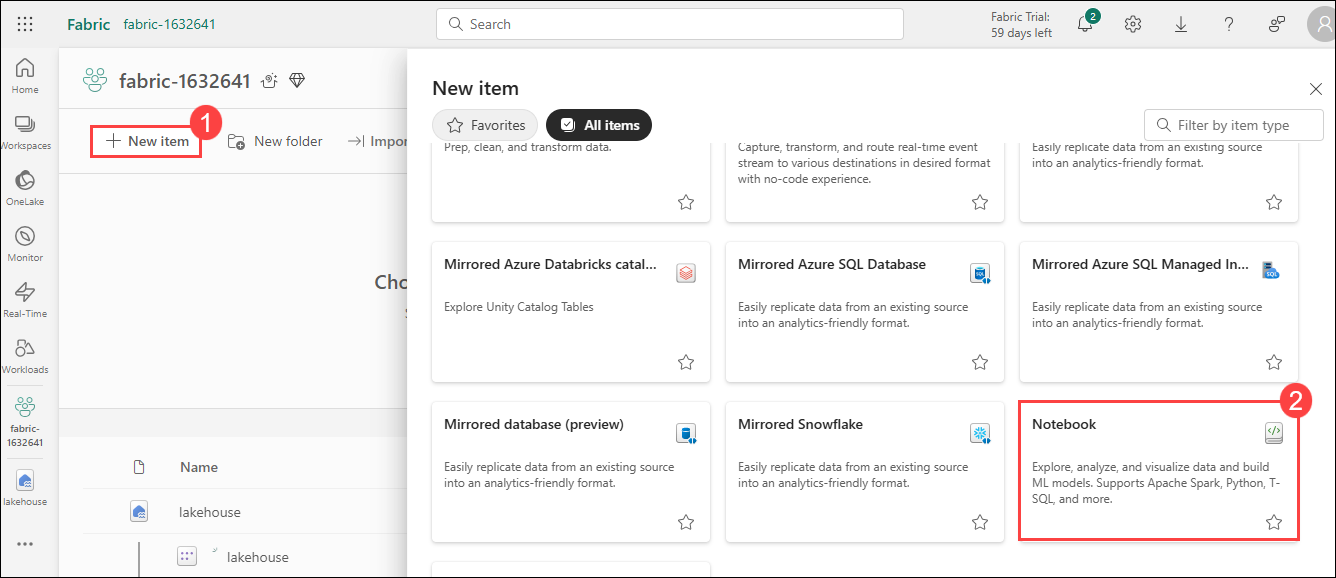 Fabric fabric-1632641
Search
Fabric Trial:
59 days left
2
Home
Workspaces
OneLake
Monitor
Real-Time
Workloads
fabric-
1632641
lakehouse
fabric-1632641
1
New item
New folder
Impor
Cho
Name
lakehouse
lakehouse
New item
Favorites
All items
Filter by item type
Prep, clean, and transform data.
Capture, transform, and route real-time event
stream to various destinations in desired format
with no-code experience.
Easily replicate data from an existing source
into an analytics-friendly format.
Mirrored Azure Databricks catal...
Explore Unity Catalog Tables
Mirrored Azure SQL Database
SQL
Easily replicate data from an existing source
into an analytics-friendly format.
Mirrored Azure SQL Managed In...
SQL
Easily replicate data from an existing source
into an analytics-friendly format.
Mirrored database (preview)
Easily replicate data from an existing source
into an analytics-friendly format.
Mirrored Snowflake
Easily replicate data from an existing source
into an analytics-friendly format.
2
Notebook
Explore, analyze, and visualize data and build
ML models. Supports Apache Spark, Python, T-
SQL, and more.